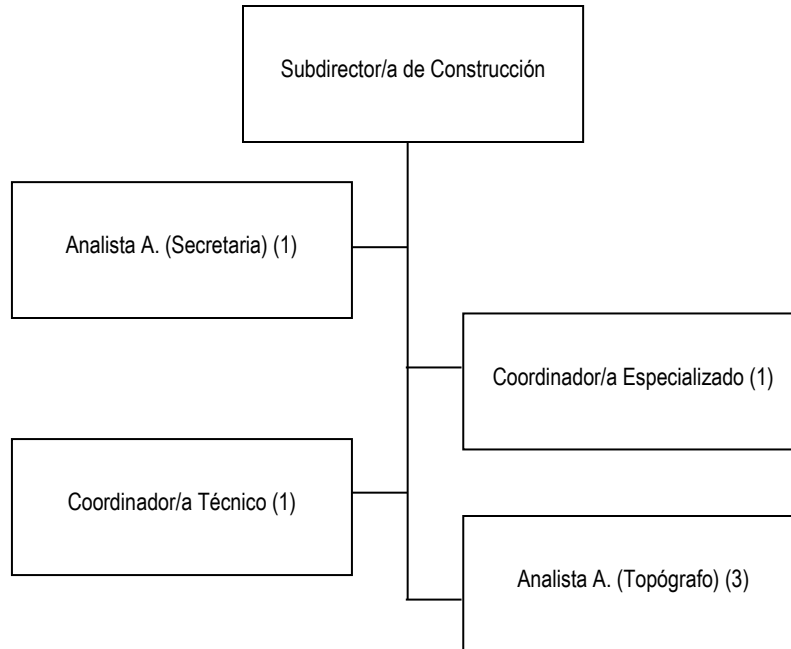 Subdirector/a de Construcción
Analista A. (Secretaria) (1)
Coordinador/a Especializado (1)
Coordinador/a Técnico (1)
Analista A. (Topógrafo) (3)